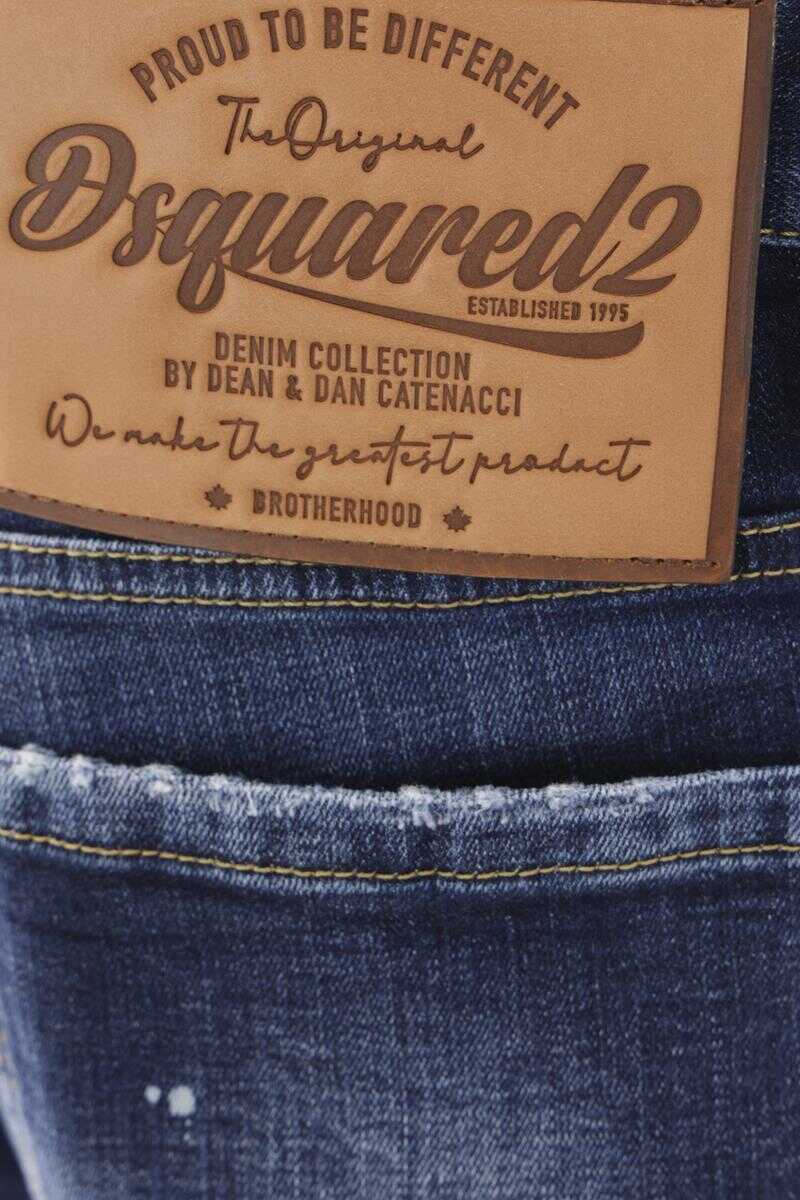 PROUD TO BE DIFFERENT
The Original
Dsquared2
ESTABLISHED 1995
DENIM COLLECTION
BY DEAN & DAN CATENACCI
We make the greatest product
BROTHERHOOD